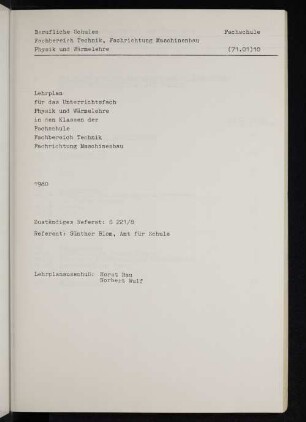 Berufliche Schulen Fachschule
Fachbereich Technik, Fachrichtung Maschinenbau
Physik und Wärmelehre (71.01)10
Lehrplan
für das Unterrichtsfach
Physik und Wärmelehre
in den Klassen der
Fachschule
Fachbereich Technik
Fachrichtung Maschinenbau
1980
Zuständiges Referat: S 221/8
Referent: Günther Blom, Amt für Schule
Lehrplanausschuß: Horst Han
Norbert Wulf